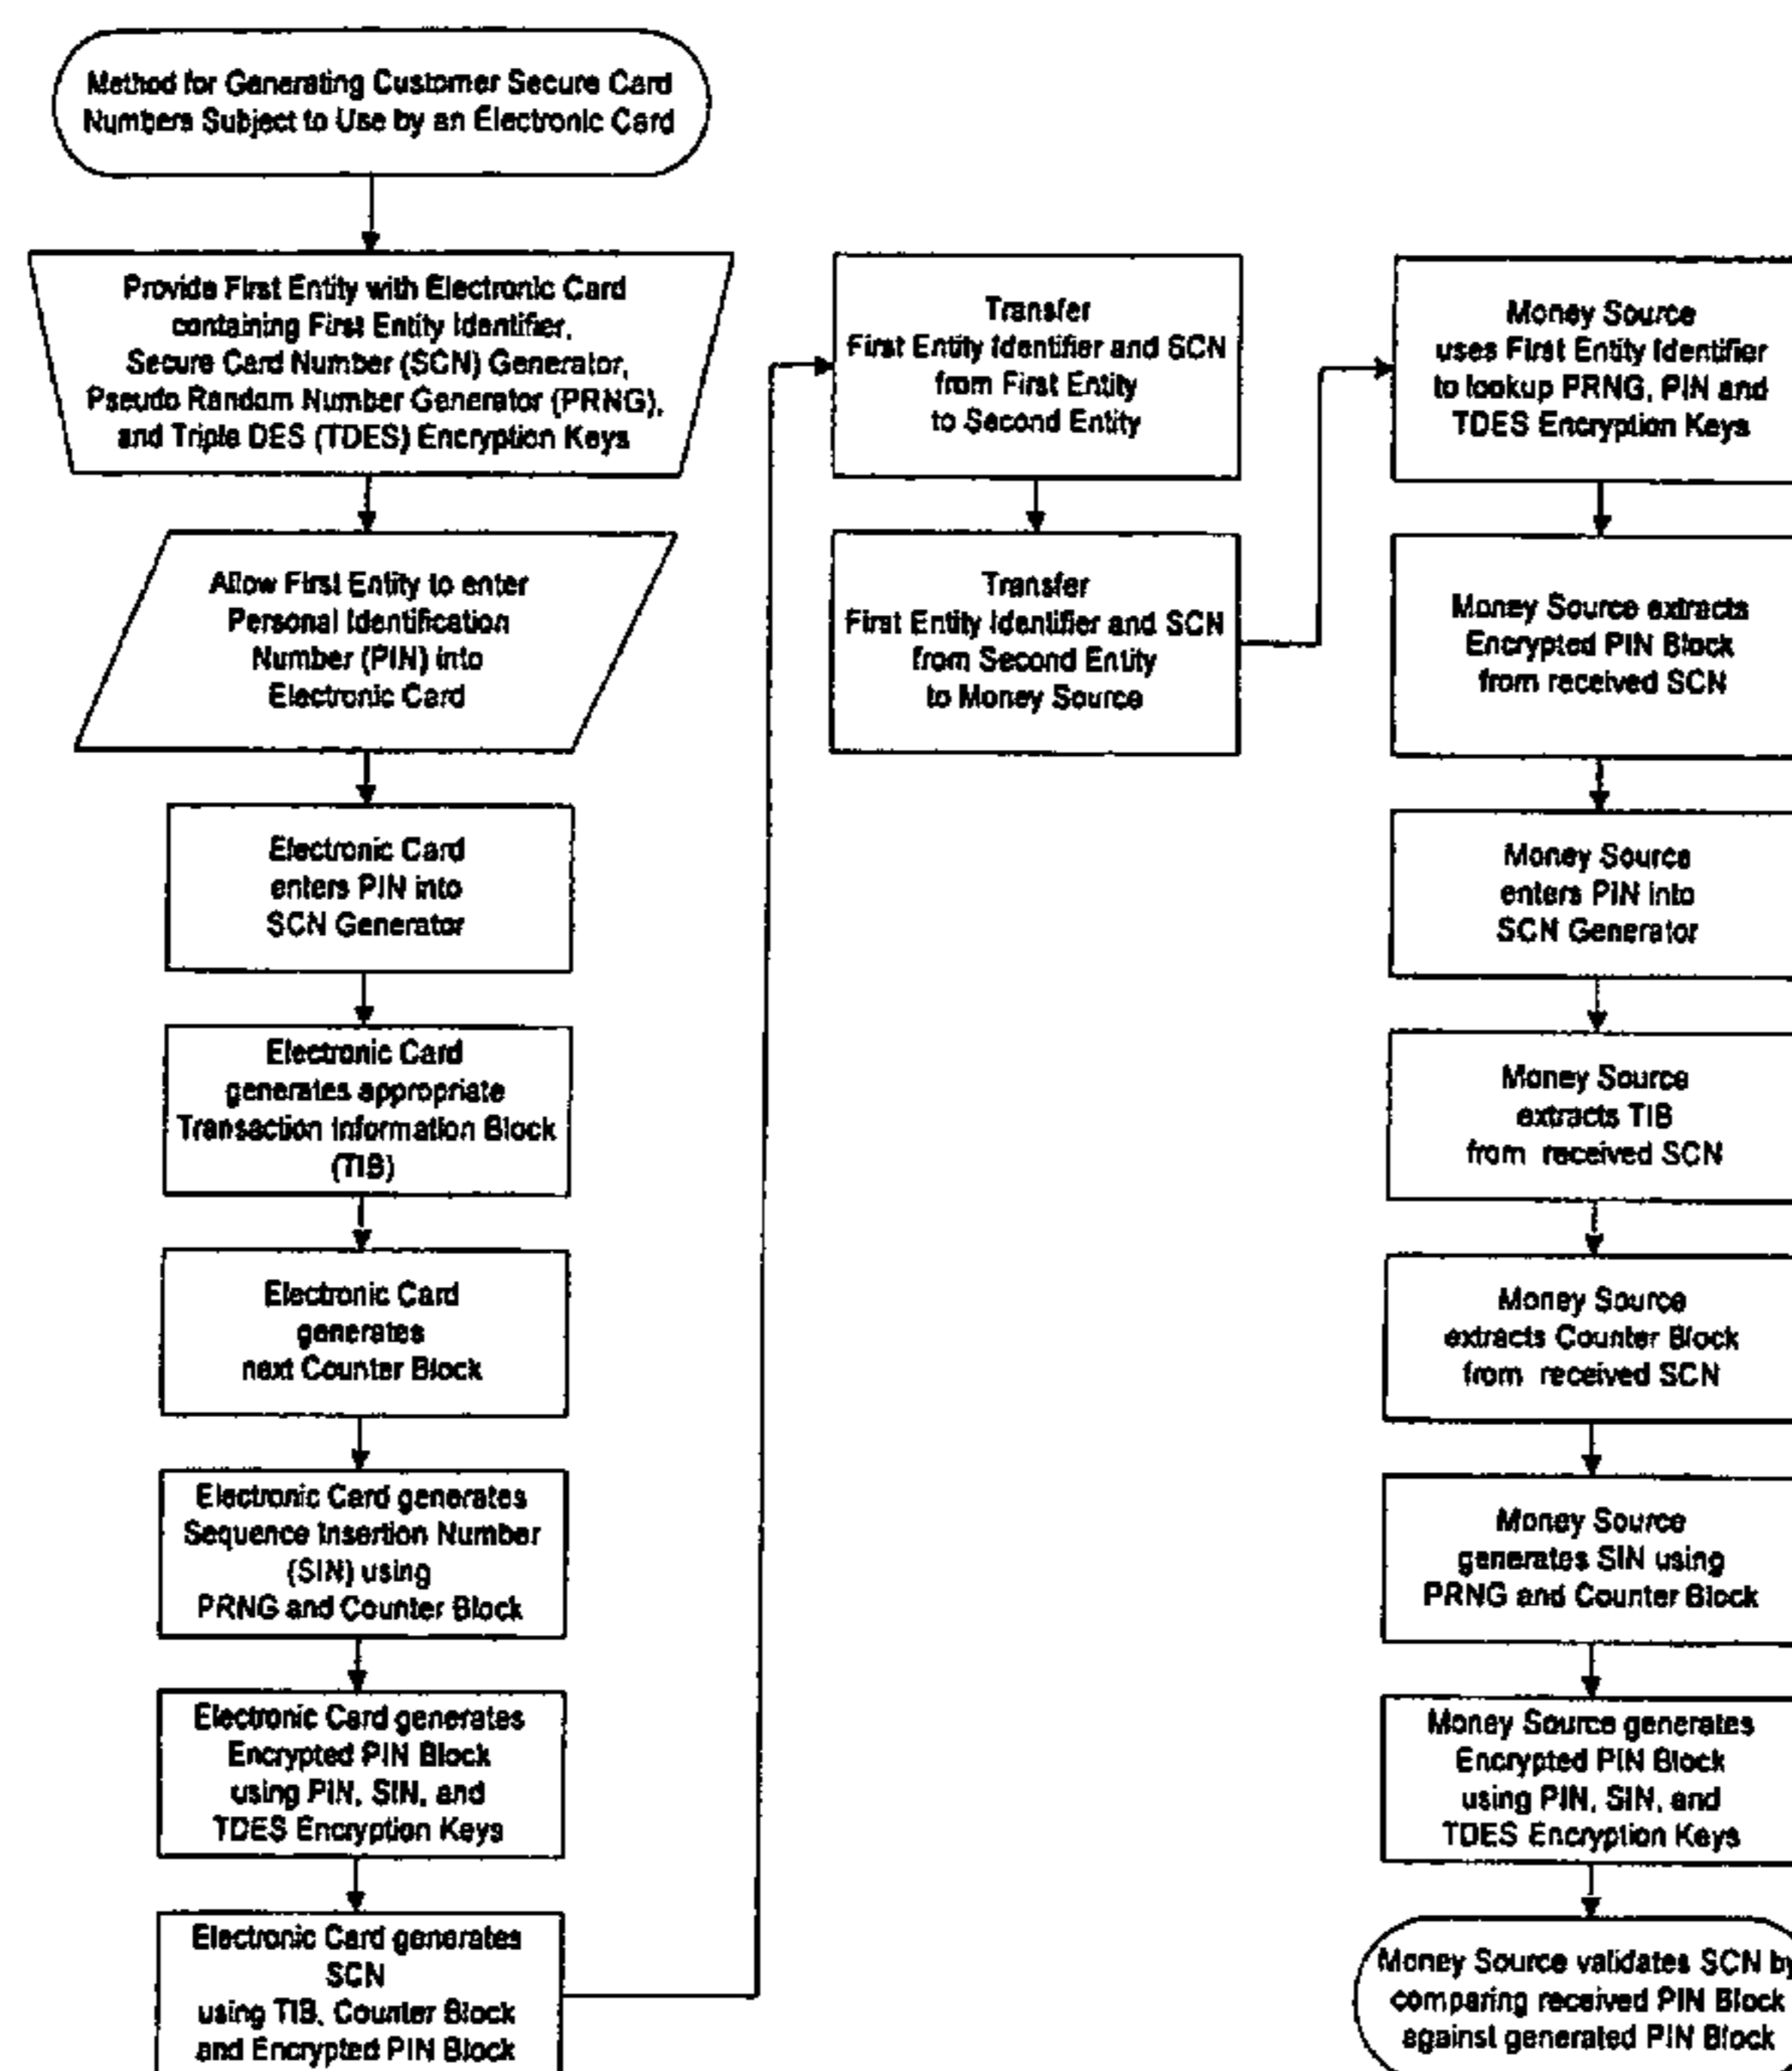 Method for Generating Customer Secure Card
Numbers Subject to Use by an Electronic Card
Provide First Entity with Electronic Card
containing First Entity Identifier,
Secure Card Number (SCN) Generator,
Pseudo Random Number Generator (PRNG),
and Triple DES (TDES) Encryption Keys
Allow First Entity to enter
Personal Identification
Number (PIN) into
Electronic Card
Electronic Card
enters PIN into
SCN Generator
Electronic Card
generates appropriate
Transaction Information Block
(TIB)
Electronic Card
generates
next Counter Block
Electronic Card generates
Sequence Insertion Number
(SIN) using
PRNG and Counter Block
Electronic Card generates
Encrypted PIN Block
using PIN, SIN, and
TDES Encryption Keys
Electronic Card generates
SCN
using TIB, Counter Block
and Encrypted PIN Block
Transfer
First Entity Identifier and SCN
from First Entity
to Second Entity
Transfer
First Entity Identifier and SCN
from Second Entity
to Money Source
Money Source
uses First Entity Identifier
to lookup PRNG, PIN and
TDES Encryption Keys
Money Source extracts
Encrypted PIN Block
from received SCN
Money Source
enters PIN into
SCN Generator
Money Source
extracts TIB
from received SCN
Money Source
extracts Counter Block
from received SCN
Money Source
generates SIN using
PRNG and Counter Block
Money Source generates
Encrypted PIN Block
using PIN, SIN, and
TDES Encryption Keys
Money Source validates SCN by
comparing received PIN Block
against generated PIN Block